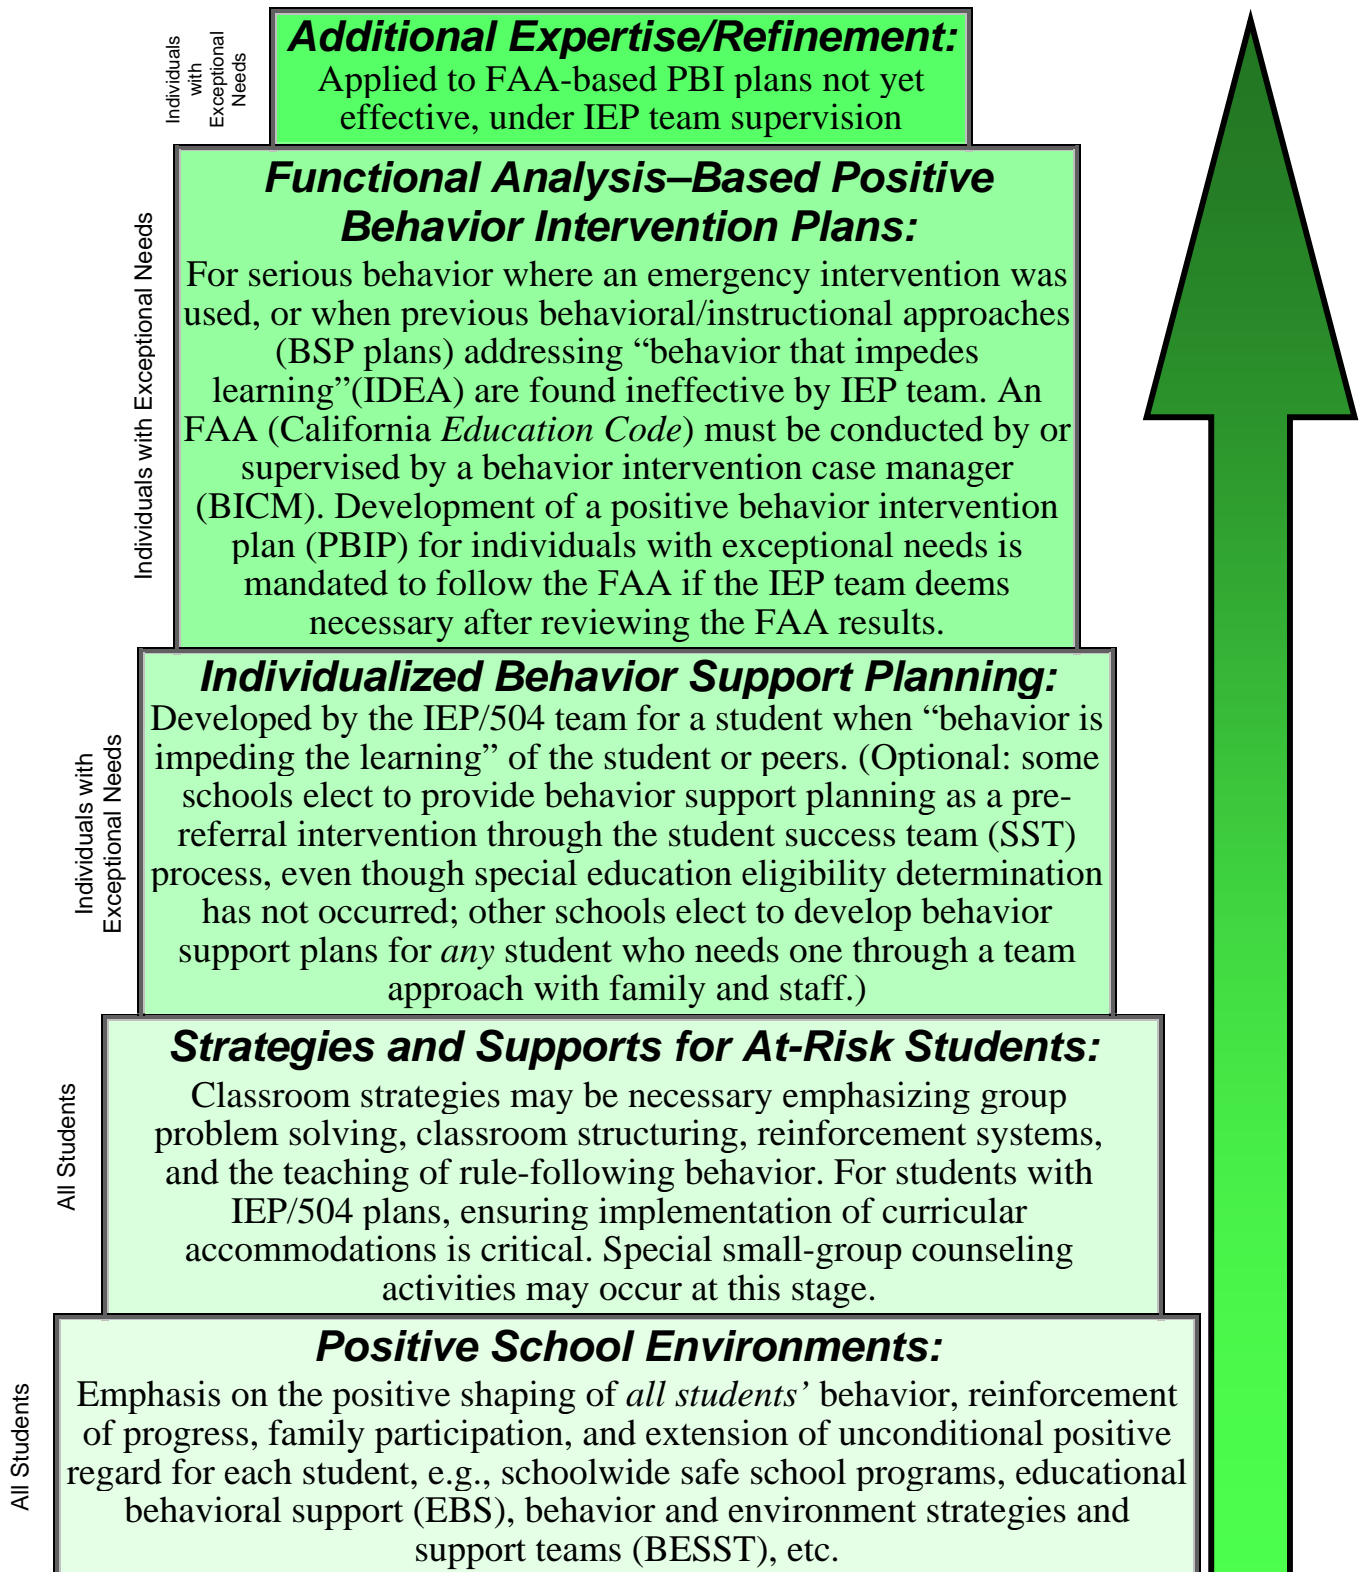 Individuals
with
Exceptional
Needs
Additional Expertise/Refinement:
Applied to FAA-based PBI plans not yet
effective, under IEP team supervision
Individuals with Exceptional Needs
Functional Analysis–Based Positive
Behavior Intervention Plans:
For serious behavior where an emergency intervention was
used, or when previous behavioral/instructional approaches
(BSP plans) addressing “behavior that impedes
learning”(IDEA) are found ineffective by IEP team. An
FAA (California Education Code) must be conducted by or
supervised by a behavior intervention case manager
(BICM). Development of a positive behavior intervention
plan (PBIP) for individuals with exceptional needs is
mandated to follow the FAA if the IEP team deems
necessary after reviewing the FAA results.
Individuals with
Exceptional Needs
Individualized Behavior Support Planning:
Developed by the IEP/504 team for a student when “behavior is
impeding the learning” of the student or peers. (Optional: some
schools elect to provide behavior support planning as a pre-
referral intervention through the student success team (SST)
process, even though special education eligibility determination
has not occurred; other schools elect to develop behavior
support plans for any student who needs one through a team
approach with family and staff.)
All Students
Strategies and Supports for At-Risk Students:
Classroom strategies may be necessary emphasizing group
problem solving, classroom structuring, reinforcement systems,
and the teaching of rule-following behavior. For students with
IEP/504 plans, ensuring implementation of curricular
accommodations is critical. Special small-group counseling
activities may occur at this stage.
All Students
Positive School Environments:
Emphasis on the positive shaping of all students’ behavior, reinforcement
of progress, family participation, and extension of unconditional positive
regard for each student, e.g., schoolwide safe school programs, educational
behavioral support (EBS), behavior and environment strategies and
support teams (BESST), etc.